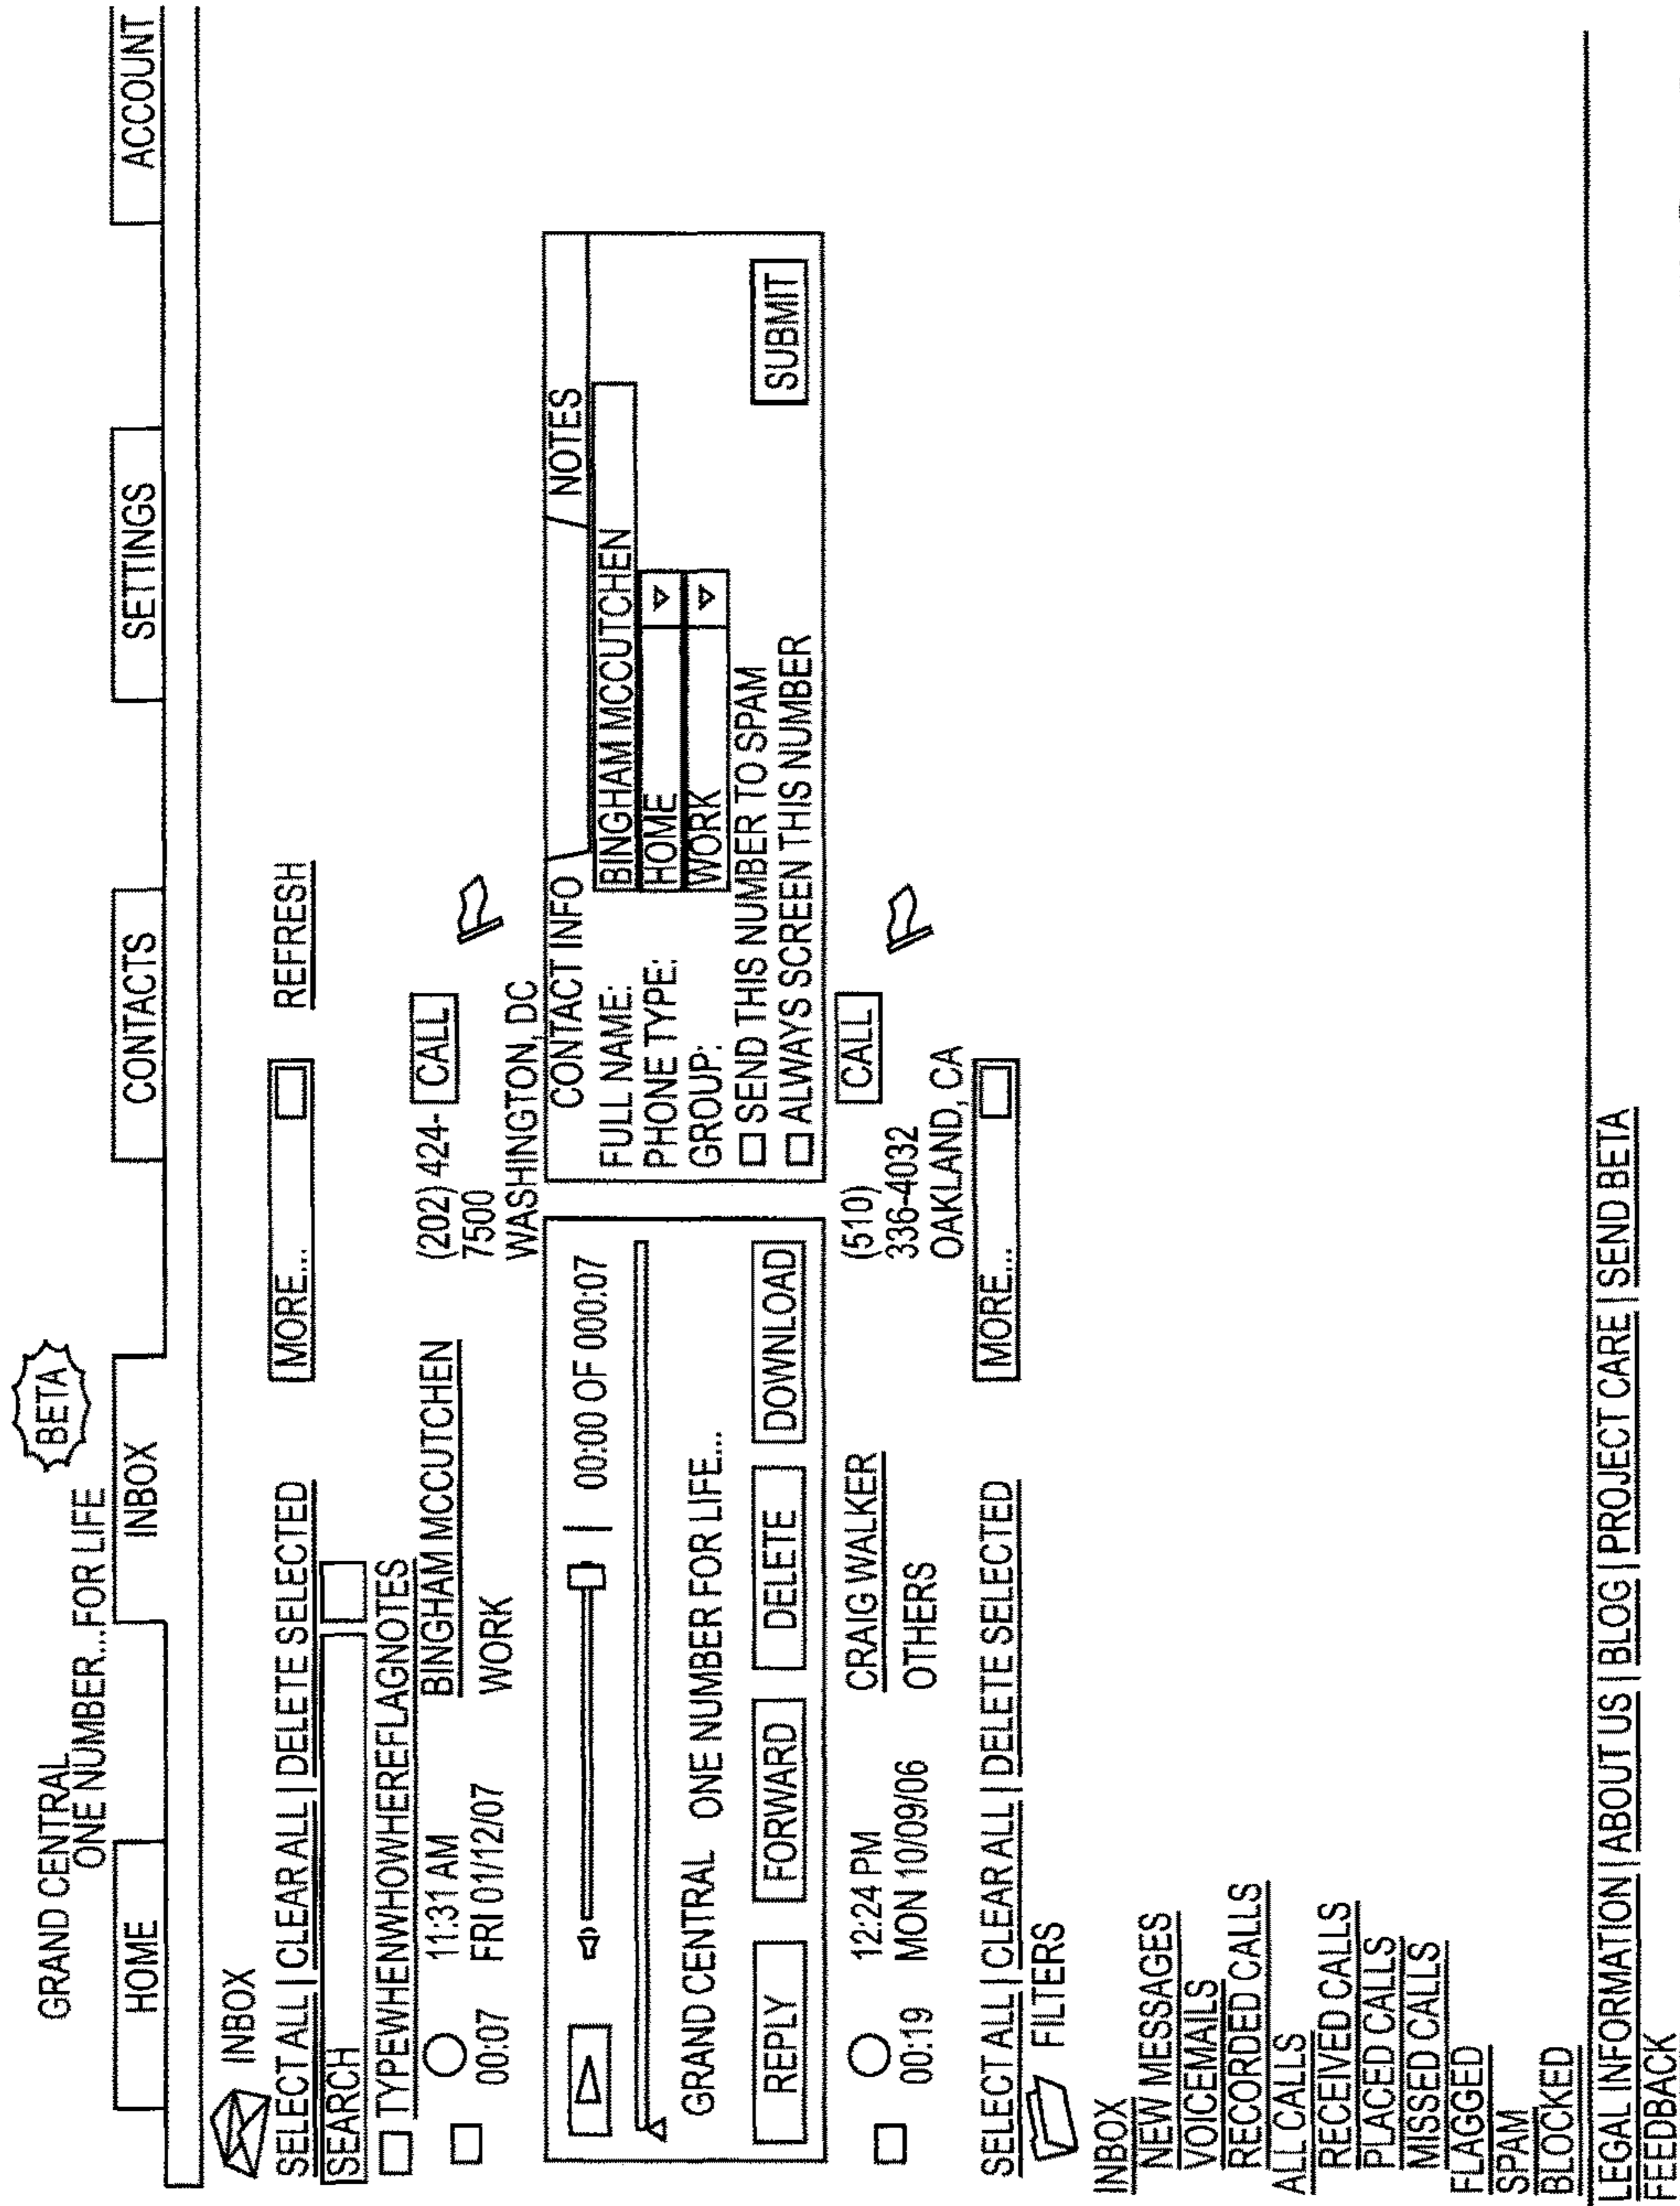 GRAND CENTRAL
ONE NUMBER...FOR LIFE
BETA
HOME INBOX CONTACTS SETTINGS ACCOUNT
INBOX
SELECT ALL | CLEAR ALL | DELETE SELECTED MORE... REFRESH
SEARCH
TYPEWHENWHOWHEREFLAGNOTES
11:31 AM BINGHAM MCCUTCHEN (202) 424- CALL
00:07 FRI 01/12/07 WORK 7500
WASHINGTON, DC
00:00 OF 000:07
GRAND CENTRAL ONE NUMBER FOR LIFE...
REPLY FORWARD DELETE DOWNLOAD
CONTACT INFO NOTES
FULL NAME: BINGHAM MCCUTCHEN
PHONE TYPE: HOME
GROUP: WORK
SEND THIS NUMBER TO SPAM
ALWAYS SCREEN THIS NUMBER
SUBMIT
12:24 PM CRAIG WALKER (510) CALL
00:19 MON 10/09/06 OTHERS 336-4032
OAKLAND, CA
SELECT ALL | CLEAR ALL | DELETE SELECTED MORE...
FILTERS
INBOX
NEW MESSAGES
VOICEMAILS
RECORDED CALLS
ALL CALLS
RECEIVED CALLS
PLACED CALLS
MISSED CALLS
FLAGGED
SPAM
BLOCKED
LEGAL INFORMATION | ABOUT US | BLOG | PROJECT CARE | SEND BETA
FEEDBACK